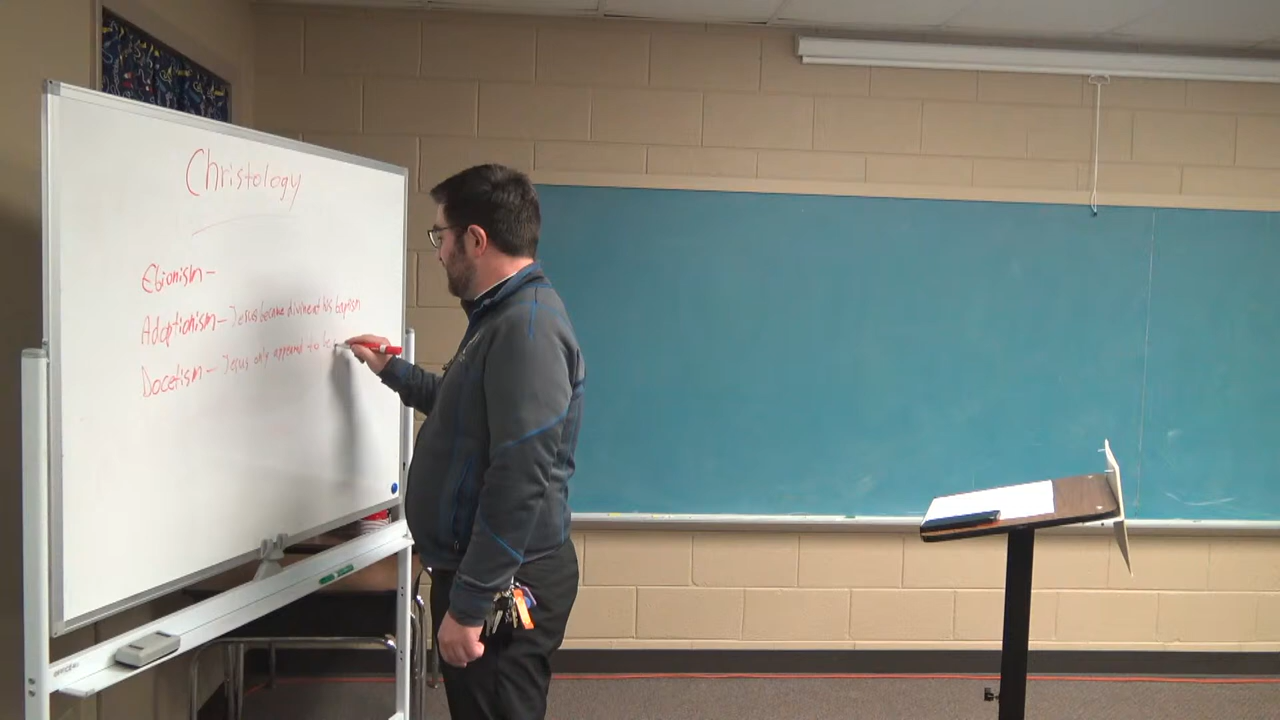 Christology
Ebionism -
Adoptionism - Jesus became divine at his baptism
Docetism - Jesus only appeared to be